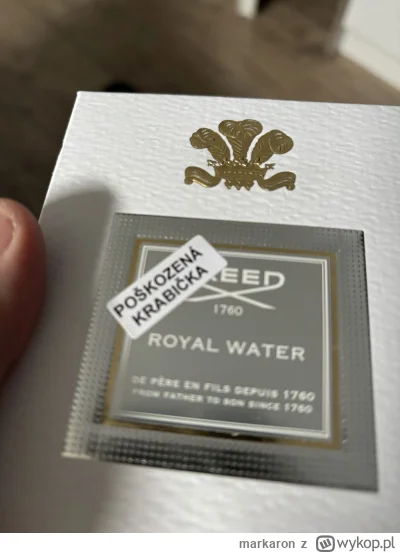 POŠKOZENÁ
KRABIČKA
REED
1760
ROYAL WATER
DE PÈRE EN FILS DEPUIS 1760
FROM FATHER TO SON SINCE 1760
markaron z wykop.pl